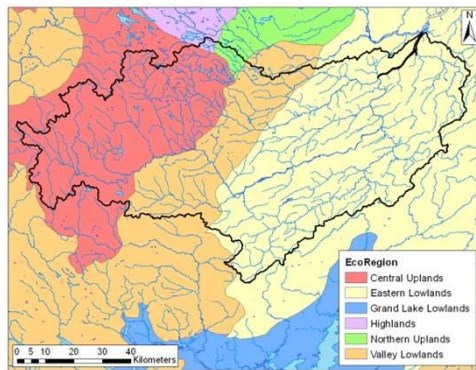 N
EcoRegion
Central Uplands
Eastern Lowlands
Grand Lake Lowlands
Highlands
Northern Uplands
Valley Lowlands
0 5 10 20 30 40
Kilometers